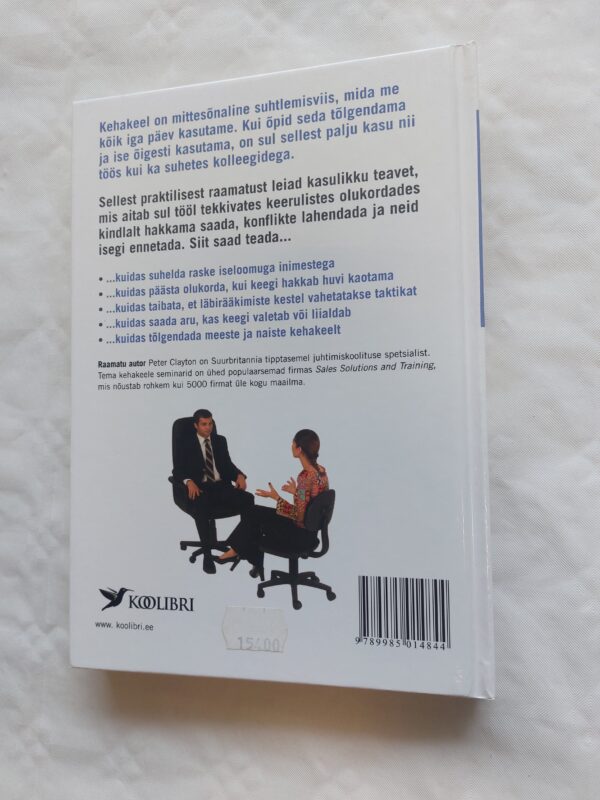 Kehakeel on mittesõnaline suhtlemisviis, mida me
kõik iga päev kasutame. Kui õpid seda tõlgendama
ja ise õigesti kasutama, on sul sellest palju kasu nii
töös kui ka suhetes kolleegidega.
Sellest praktilisest raamatust leiad kasulikku teavet,
mis aitab sul tööl tekkivates keerulistes olukordades
kindlalt hakkama saada, konflikte lahendada ja neid
isegi ennetada. Siit saad teada...
• ...kuidas suhelda raske iseloomuga inimestega
• ...kuidas päästa olukorda, kui keegi hakkab huvi kaotama
• ...kuidas taibata, et läbirääkimiste kestel vahetatakse taktikat
• ...kuidas saada aru, kas keegi valetab või liialdab
• ...kuidas tõlgendada meeste ja naiste kehakeelt
Raamatu autor Peter Clayton on Suurbritannia tipptasemel juhtimiskoolituse spetsialist.
Tema kehakeele seminarid on ühed populaarsemad firmas Sales Solutions and Training,
mis nõustab rohkem kui 5000 firmat üle kogu maailma.
KOOLIBRI
www. koolibri.ee
15400
9 789985 014844